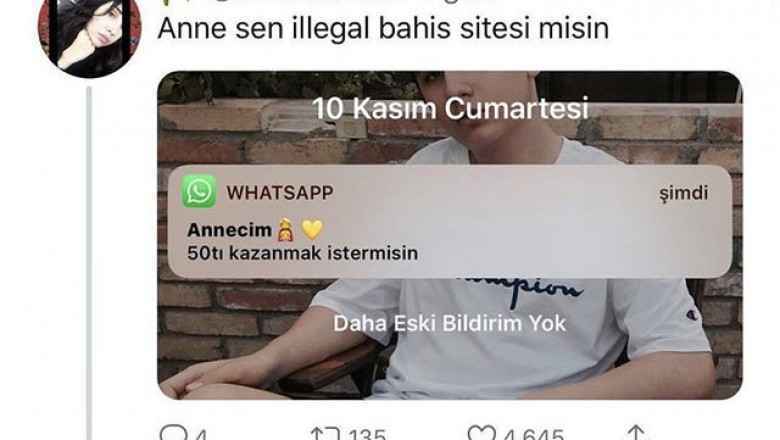 Anne sen illegal bahis sitesi misin
10 Kasım Cumartesi
WHATSAPP şimdi
Annecim
50tı kazanmak istermisin
Daha Eski Bildirim Yok
4 135 4.645